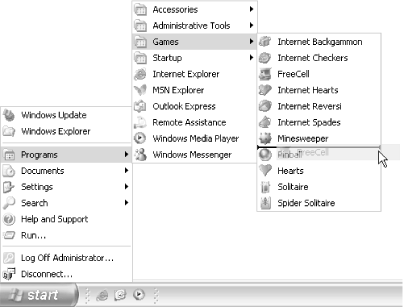 Accessories
Administrative Tools
Games
Startup
Internet Explorer
MSN Explorer
Outlook Express
Remote Assistance
Windows Media Player
Windows Messenger
Internet Backgammon
Internet Checkers
FreeCell
Internet Hearts
Internet Reversi
Internet Spades
Minesweeper
Pinball
FreeCell
Hearts
Solitaire
Spider Solitaire
Windows Update
Windows Explorer
Programs
Documents
Settings
Search
Help and Support
Run...
Log Off Administrator...
Disconnect...
start